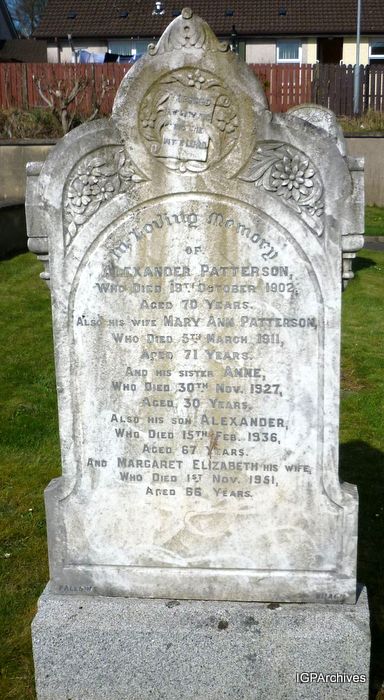 In Loving Memory
OF
ALEXANDER PATTERSON,
WHO DIED 19TH OCTOBER 1902,
AGED 70 YEARS.
ALSO HIS WIFE MARY ANN PATTERSON,
WHO DIED 5TH MARCH 1911,
AGED 71 YEARS.
AND HIS SISTER ANNE,
WHO DIED 30TH NOV. 1927,
AGED 30 YEARS,
ALSO HIS SON ALEXANDER,
WHO DIED 15TH FEB. 1936,
AGED 67 YEARS.
AND MARGARET ELIZABETH HIS WIFE,
WHO DIED 1ST NOV. 1951,
AGED 66 YEARS.
IGPArchives